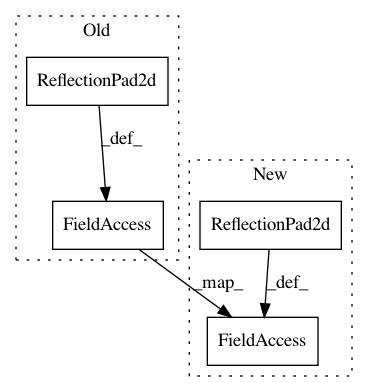 Old
ReflectionPad2d
_def_
FieldAccess
New
ReflectionPad2d
_map_
_def_
FieldAccess